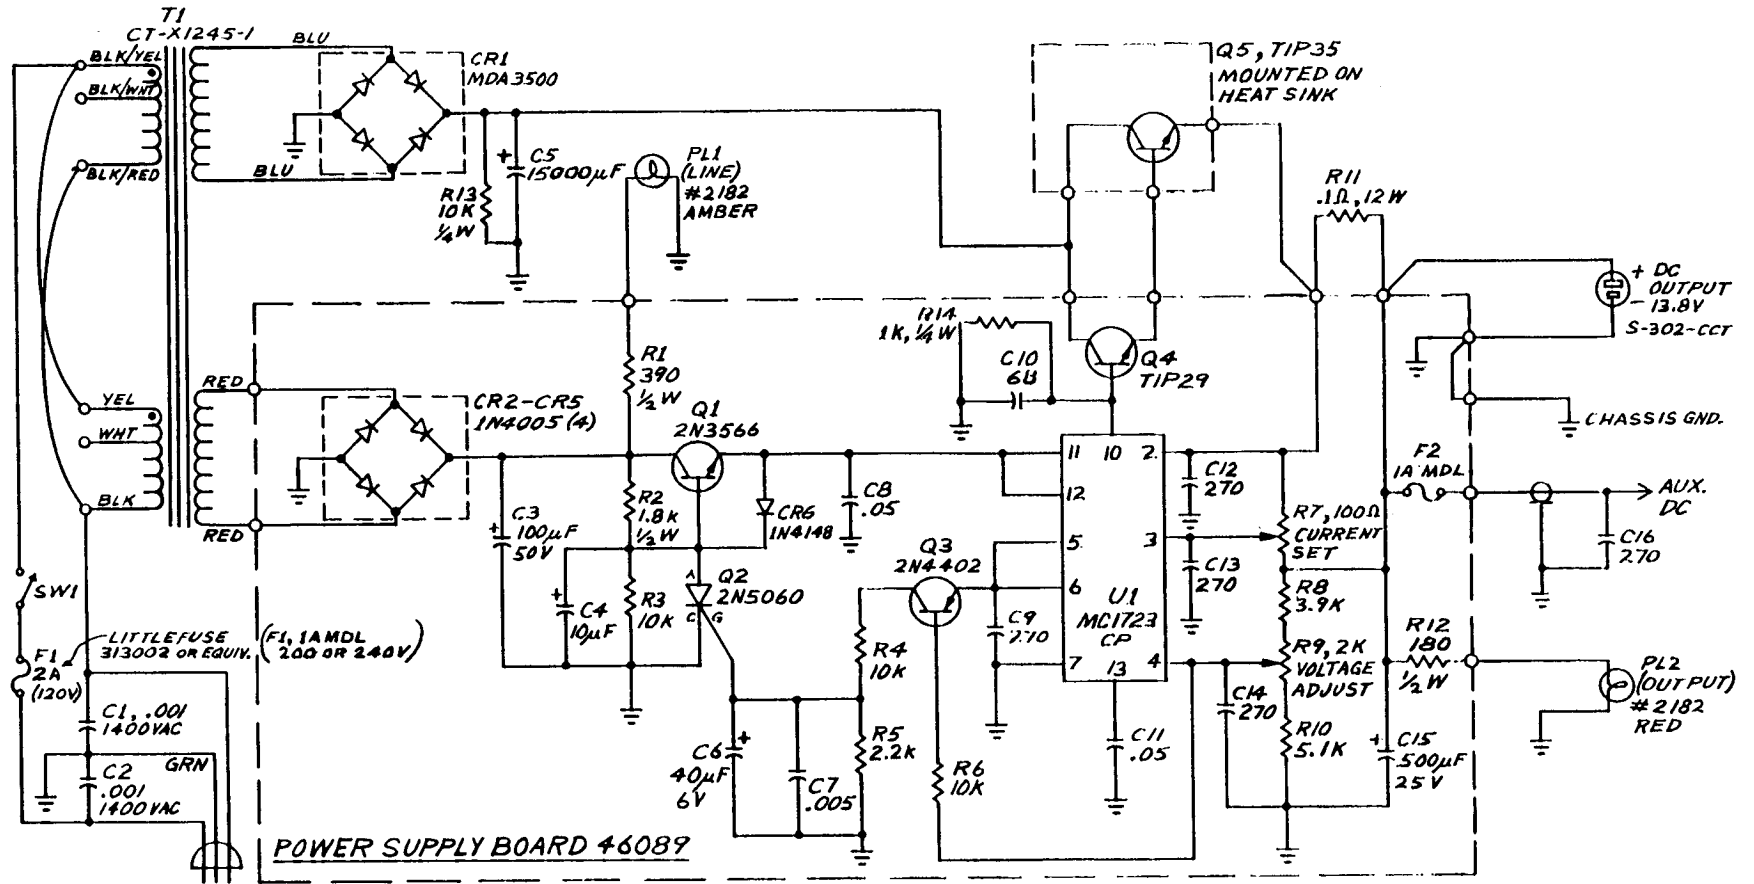 T1
CT-X1245-1
BLK/YEL
BLK/WHT
BLK/RED
BLU
BLU
CR1
MDA3500
C5
15000µF
R13
10K
¼W
PL1
(LINE)
#2182
AMBER
Q5, TIP35
MOUNTED ON
HEAT SINK
R11
.1Ω, 12W
+ DC
OUTPUT
- 13.8V
S-302-CCT
R14
1K, ¼W
C10
68
Q4
TIP29
CHASSIS GND.
YEL
WHT
BLK
RED
RED
CR2-CR5
1N4005 (4)
R1
390
½W
Q1
2N3566
R2
1.8K
½W
C3
100µF
50V
CR6
1N4148
C8
.05
C4
10µF
R3
10K
A
C
G
Q2
2N5060
Q3
2N4402
11
10
2
12
5
3
6
U1
MC1723
CP
7
13
4
C12
270
C13
270
R7, 100Ω
CURRENT
SET
R8
3.9K
R9, 2K
VOLTAGE
ADJUST
R10
5.1K
C14
270
F2
1A MDL
AUX.
DC
C16
270
R12
180
½W
PL2
(OUTPUT)
#2182
RED
C15
500µF
25V
C9
270
C11
.05
R4
10K
R5
2.2K
R6
10K
C6
40µF
6V
C7
.005
SW1
LITTLEFUSE
313002 OR EQUIV.
(F1, 1AMDL
200 OR 240V)
F1
2A
(120V)
C1, .001
1400VAC
GRN
C2
.001
1400VAC
POWER SUPPLY BOARD 46089